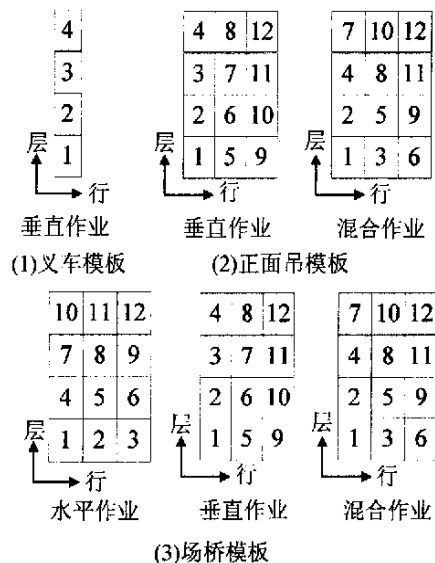 4
3
2
1
层
行
垂直作业
(1)叉车模板
4 8 12
3 7 11
2 6 10
1 5 9
层
行
垂直作业
7 10 12
4 8 11
2 5 9
1 3 6
层
行
混合作业
(2)正面吊模板
10 11 12
7 8 9
4 5 6
1 2 3
层
行
水平作业
4 8 12
3 7 11
2 6 10
1 5 9
层
行
垂直作业
7 10 12
4 8 11
2 5 9
1 3 6
层
行
混合作业
(3)场桥模板